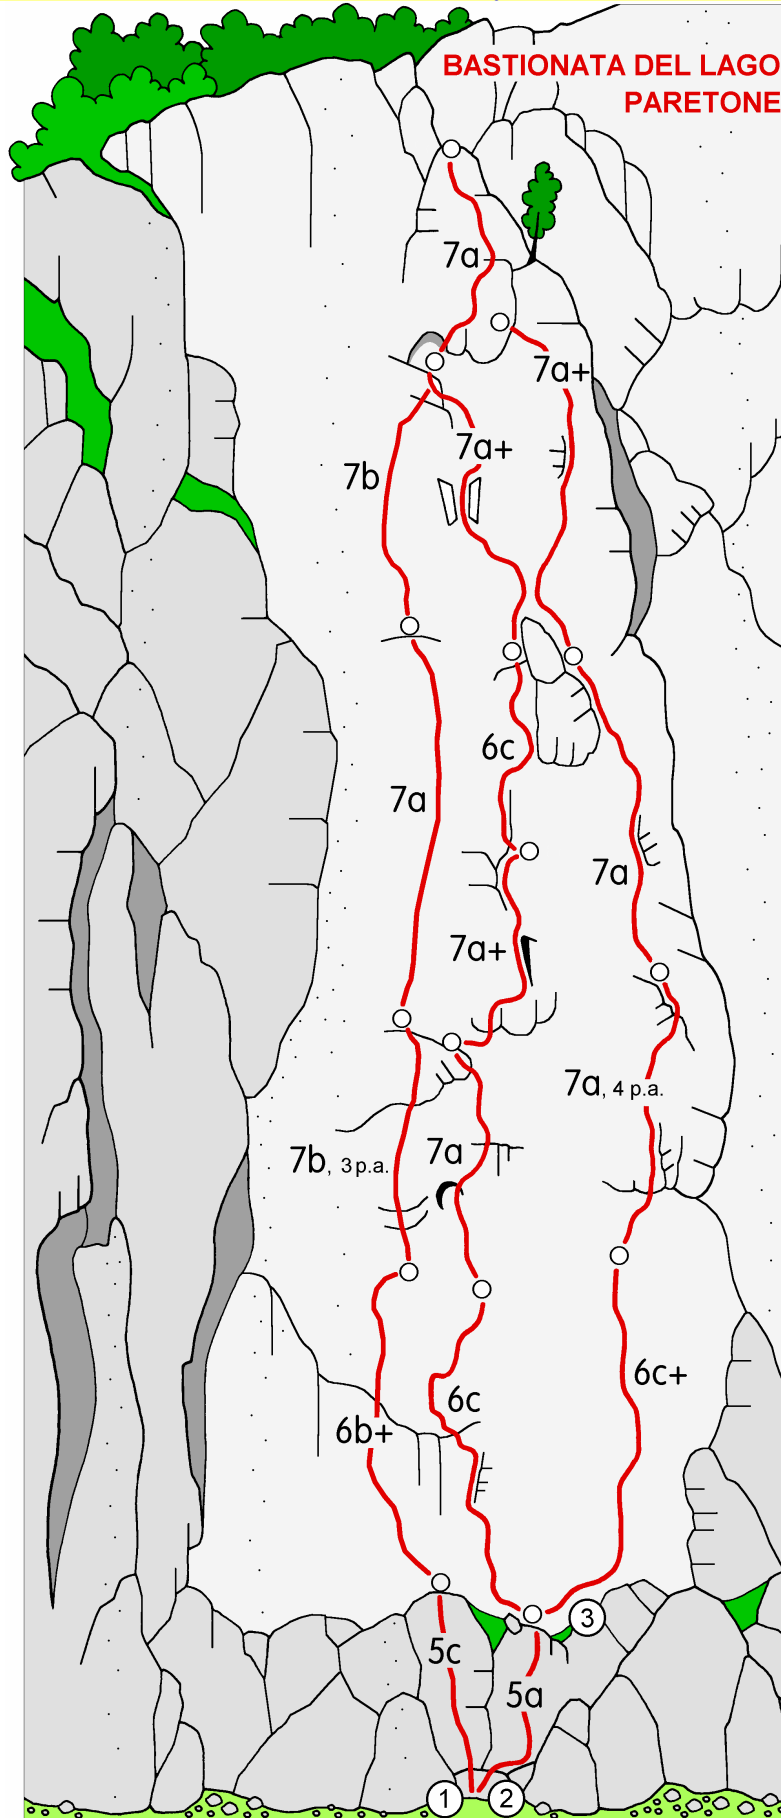 BASTIONATA DEL LAGO
PARETONE
7a
7a+
7a+
7b
6c
7a
7a
7a+
7a, 4 p.a.
7a
7b, 3 p.a.
6c+
6c
6b+
3
5c
5a
1
2